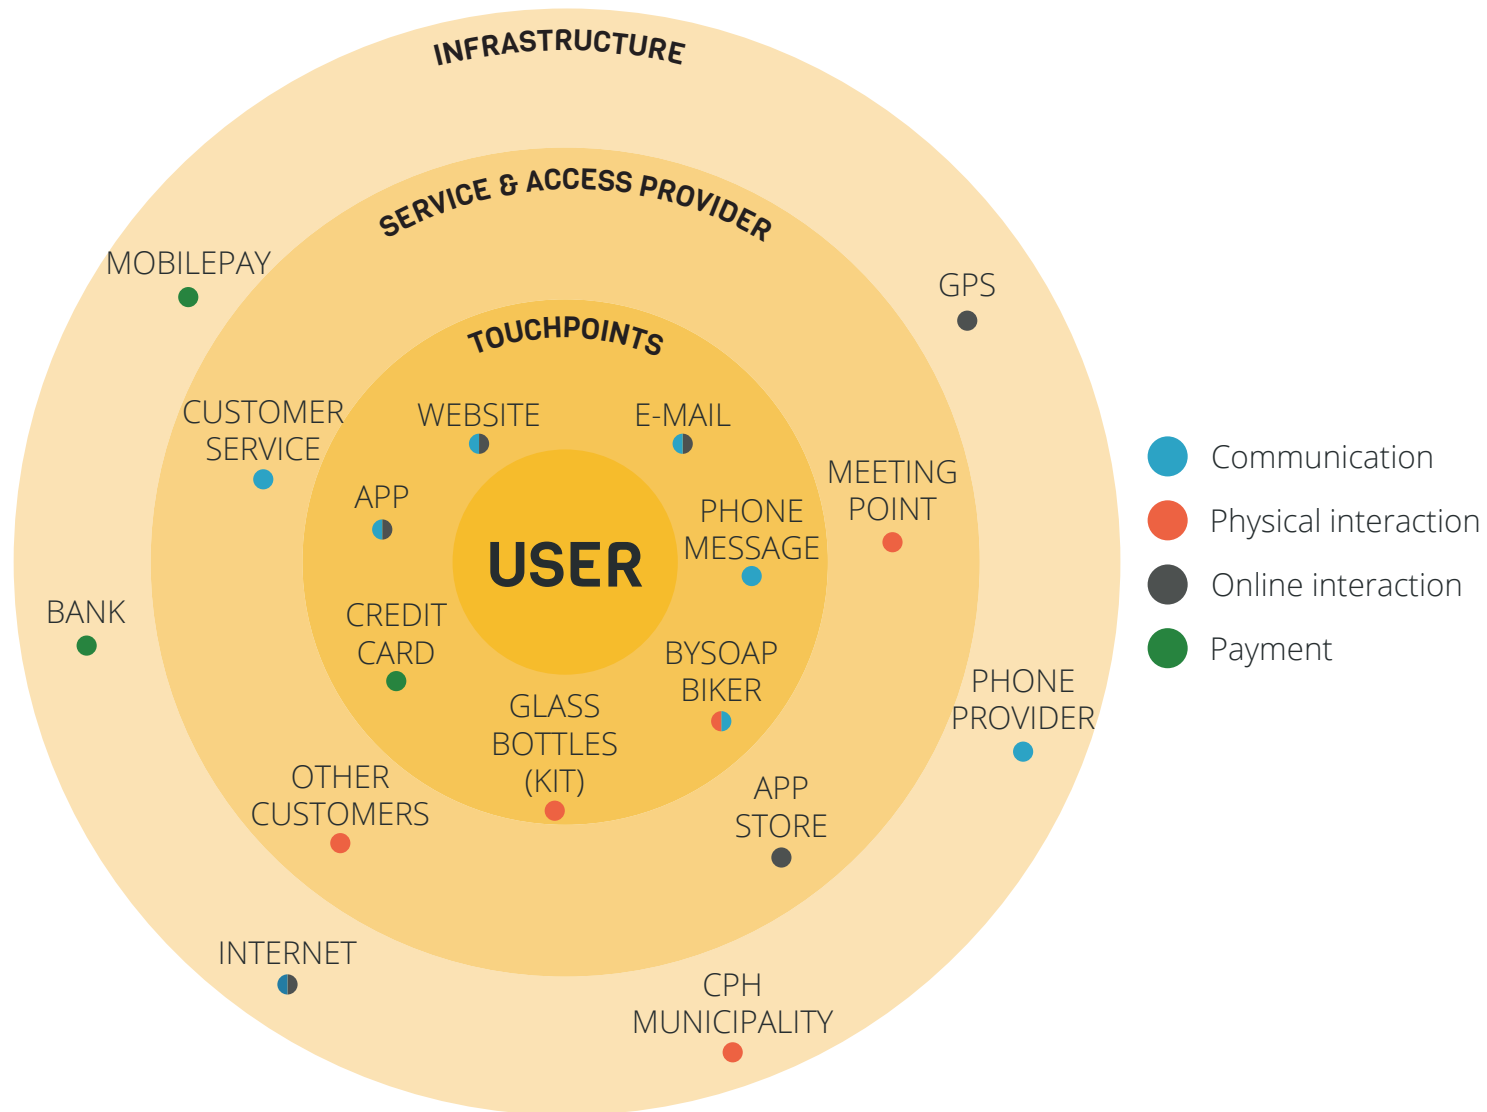 INFRASTRUCTURE
SERVICE & ACCESS PROVIDER
TOUCHPOINTS
MOBILEPAY
GPS
CUSTOMER
SERVICE
WEBSITE
E-MAIL
MEETING
POINT
APP
PHONE
MESSAGE
USER
BANK
CREDIT
CARD
BYSOAP
BIKER
GLASS
BOTTLES
(KIT)
PHONE
PROVIDER
OTHER
CUSTOMERS
APP
STORE
INTERNET
CPH
MUNICIPALITY
Communication
Physical interaction
Online interaction
Payment